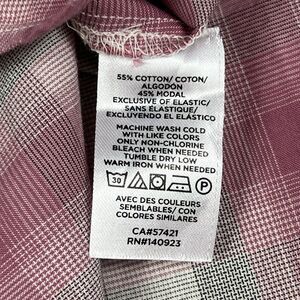 55% COTTON/ COTON/
ALGODÓN
45% MODAL
EXCLUSIVE OF ELASTIC/
SANS ÉLASTIQUE/
EXCLUYENDO EL ELÁSTICO
MACHINE WASH COLD
WITH LIKE COLORS
ONLY NON-CHLORINE
BLEACH WHEN NEEDED
TUMBLE DRY LOW
WARM IRON WHEN NEEDED
30 P
AVEC DES COULEURS
SEMBLABLES/ CON
COLORES SIMILARES
CA#57421
RN#140923